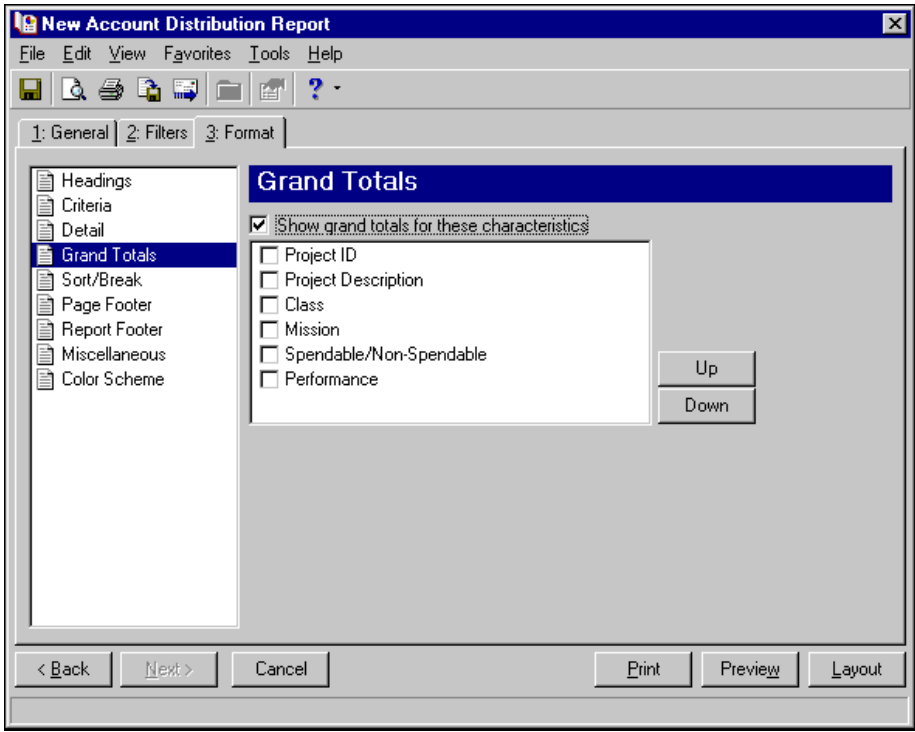 New Account Distribution Report
File Edit View Favorites Tools Help
?
1: General 2: Filters 3: Format
Headings
Criteria
Detail
Grand Totals
Sort/Break
Page Footer
Report Footer
Miscellaneous
Color Scheme
Grand Totals
Show grand totals for these characteristics
Project ID
Project Description
Class
Mission
Spendable/Non-Spendable
Performance
Up
Down
< Back Next > Cancel Print Preview Layout